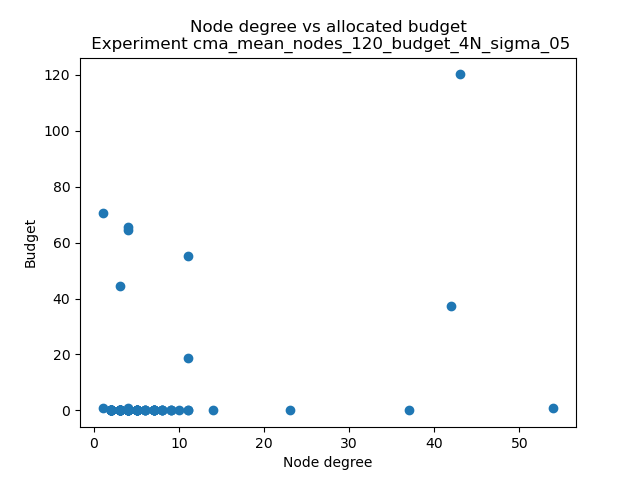 Node degree vs allocated budget
Experiment cma_mean_nodes_120_budget_4N_sigma_05
120
100
80
60
40
20
0
Budget
0 10 20 30 40 50
Node degree